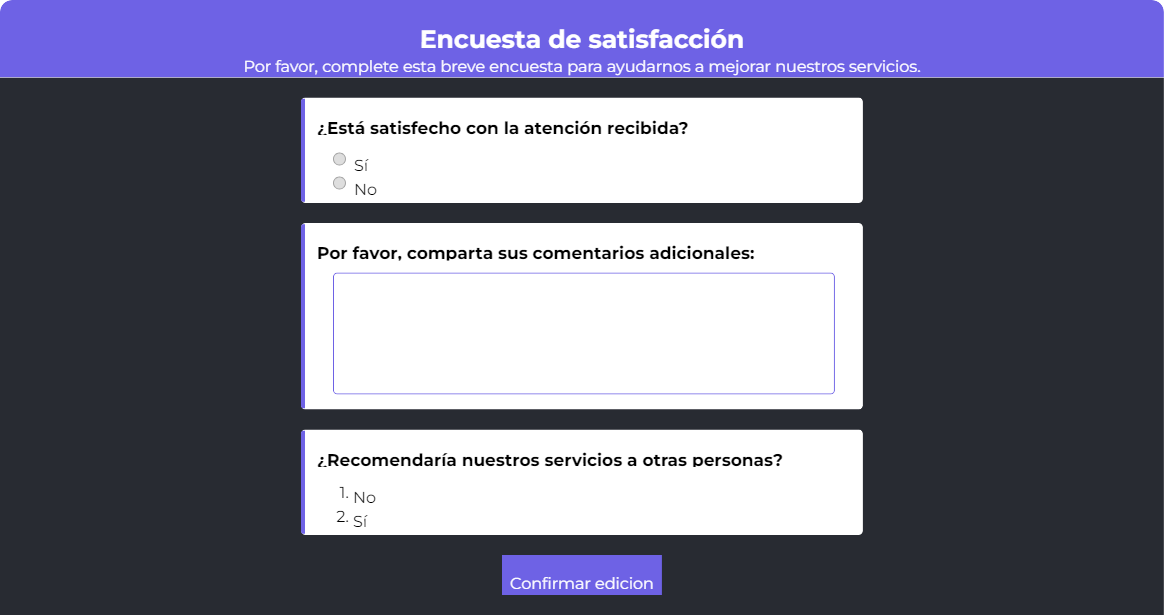 Encuesta de satisfacción
Por favor, complete esta breve encuesta para ayudarnos a mejorar nuestros servicios.
¿Está satisfecho con la atención recibida?
Sí
No
Por favor, comparta sus comentarios adicionales:
¿Recomendaría nuestros servicios a otras personas?
1. No
2. Sí
Confirmar edicion